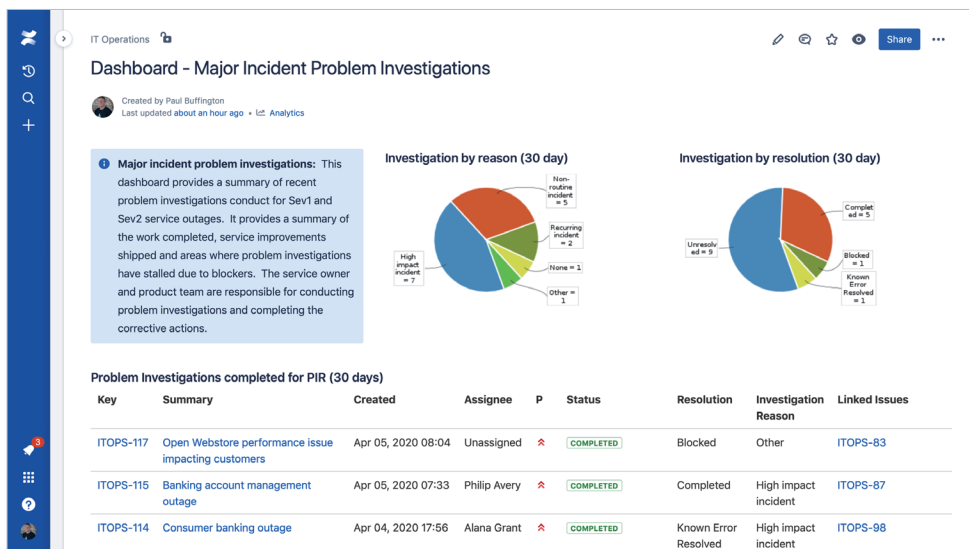 IT Operations
Share
Dashboard - Major Incident Problem Investigations
Created by Paul Buffington
Last updated about an hour ago • Analytics
Major incident problem investigations: This
dashboard provides a summary of recent
problem investigations conduct for Sev1 and
Sev2 service outages. It provides a summary of
the work completed, service improvements
shipped and areas where problem investigations
have stalled due to blockers. The service owner
and product team are responsible for conducting
problem investigations and completing the
corrective actions.
Investigation by reason (30 day)
Non-
routine
incident
= 5
Recurring
incident
= 2
None = 1
Other =
1
High
impact
incident
= 7
Investigation by resolution (30 day)
Complet
ed = 5
Blocked
= 1
Known
Error
Resolved
= 1
Unresolv
ed = 9
Problem Investigations completed for PIR (30 days)
Key Summary Created Assignee P Status Resolution Investigation Reason Linked Issues
ITOPS-117 Open Webstore performance issue Apr 05, 2020 08:04 Unassigned COMPLETED Blocked Other ITOPS-83
impacting customers
ITOPS-115 Banking account management Apr 05, 2020 07:33 Philip Avery COMPLETED Completed High impact ITOPS-87
outage incident
ITOPS-114 Consumer banking outage Apr 04, 2020 17:56 Alana Grant COMPLETED Known Error High impact ITOPS-98
Resolved incident
3